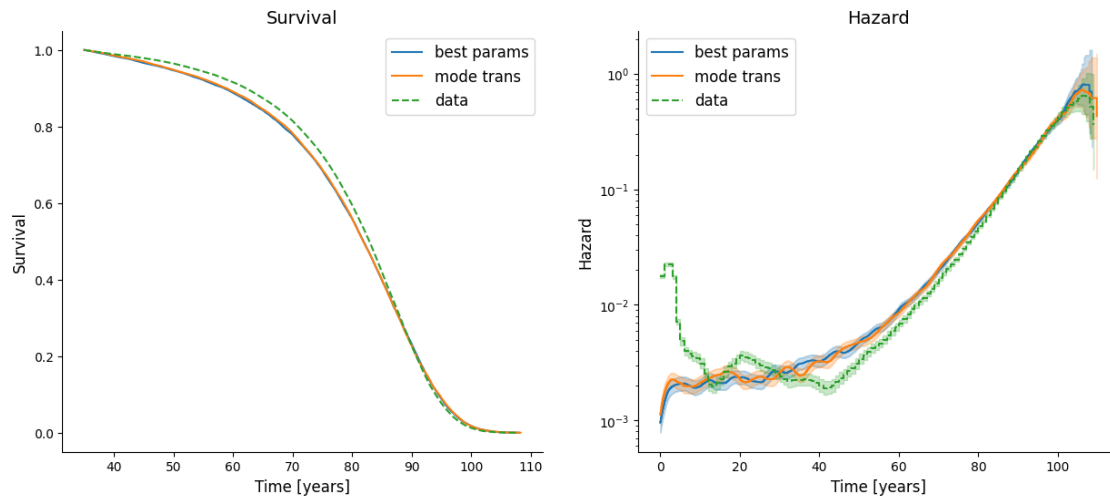 Survival
best params
mode trans
data
1.0
0.8
0.6
0.4
0.2
0.0
Survival
40 50 60 70 80 90 100 110
Time [years]
Hazard
best params
mode trans
data
10⁰
10⁻¹
10⁻²
10⁻³
Hazard
0 20 40 60 80 100
Time [years]